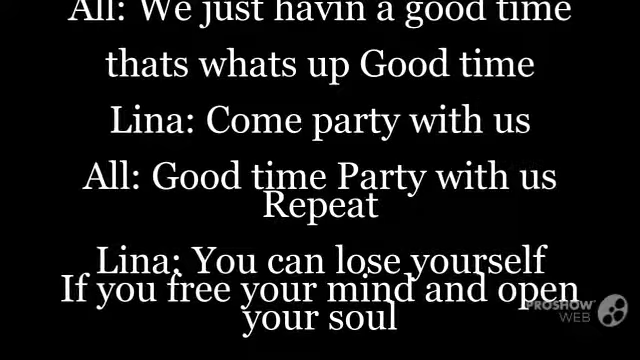 All: We just havin a good time
thats whats up Good time
Lina: Come party with us
All: Good time Party with us
Repeat
Lina: You can lose yourself
If you free your mind and open
your soul
PROSHOW
WEB